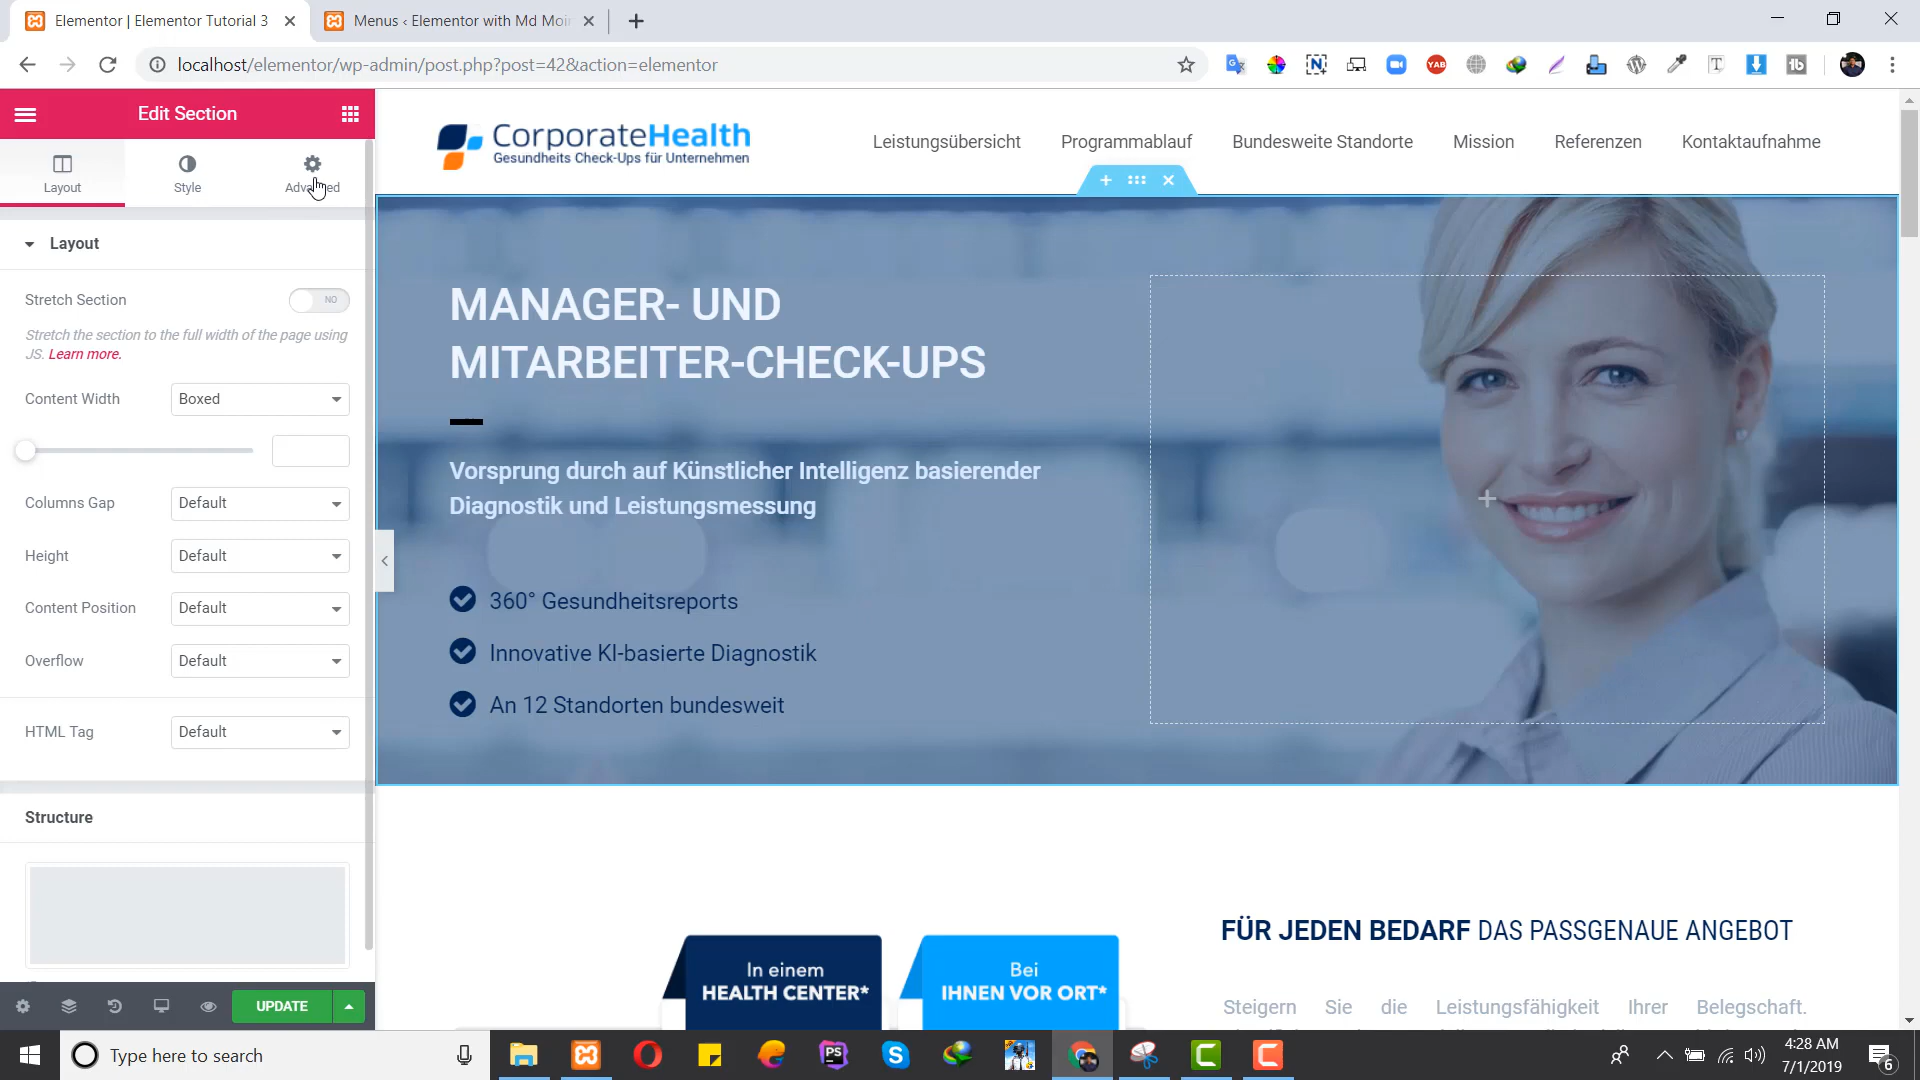 Elementor | Elementor Tutorial 3
Menus ‹ Elementor with Md Moi
localhost/elementor/wp-admin/post.php?post=42&action=elementor
Edit Section
Layout
Style
Advanced
Layout
Stretch Section
NO
Stretch the section to the full width of the page using
JS. Learn more.
Content Width
Boxed
Columns Gap
Default
Height
Default
Content Position
Default
Overflow
Default
HTML Tag
Default
Structure
UPDATE
CorporateHealth
Gesundheits Check-Ups für Unternehmen
Leistungsübersicht
Programmablauf
Bundesweite Standorte
Mission
Referenzen
Kontaktaufnahme
MANAGER- UND
MITARBEITER-CHECK-UPS
Vorsprung durch auf Künstlicher Intelligenz basierender
Diagnostik und Leistungsmessung
360° Gesundheitsreports
Innovative KI-basierte Diagnostik
An 12 Standorten bundesweit
In einem
HEALTH CENTER*
Bei
IHNEN VOR ORT*
FÜR JEDEN BEDARF DAS PASSGENAUE ANGEBOT
Steigern Sie die Leistungsfähigkeit Ihrer Belegschaft.
Type here to search
4:28 AM
7/1/2019
6